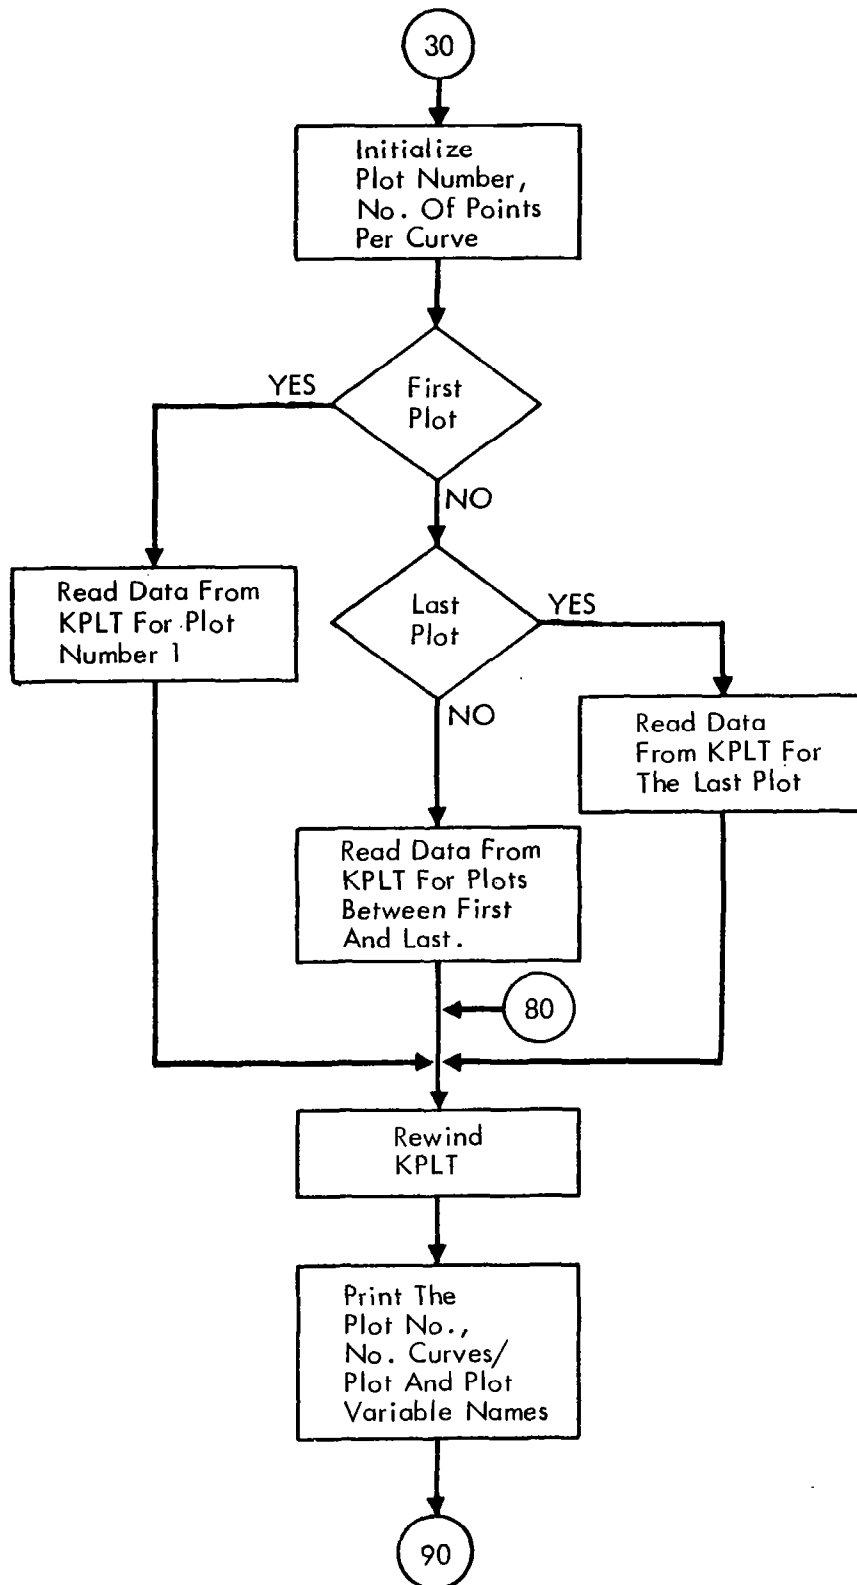 30
Initialize
Plot Number,
No. Of Points
Per Curve
YES
First
Plot
NO
Read Data From
KPLT For Plot
Number 1
Last
Plot
YES
NO
Read Data
From KPLT For
The Last Plot
Read Data From
KPLT For Plots
Between First
And Last.
80
Rewind
KPLT
Print The
Plot No.,
No. Curves/
Plot And Plot
Variable Names
90